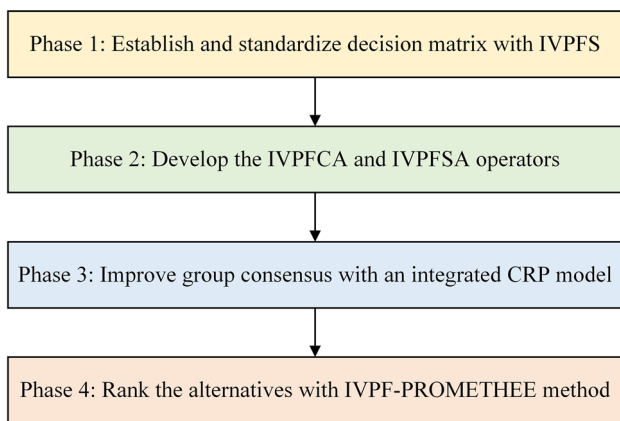 Phase 1: Establish and standardize decision matrix with IVPFS
Phase 2: Develop the IVPFCA and IVPFSA operators
Phase 3: Improve group consensus with an integrated CRP model
Phase 4: Rank the alternatives with IVPF-PROMETHEE method